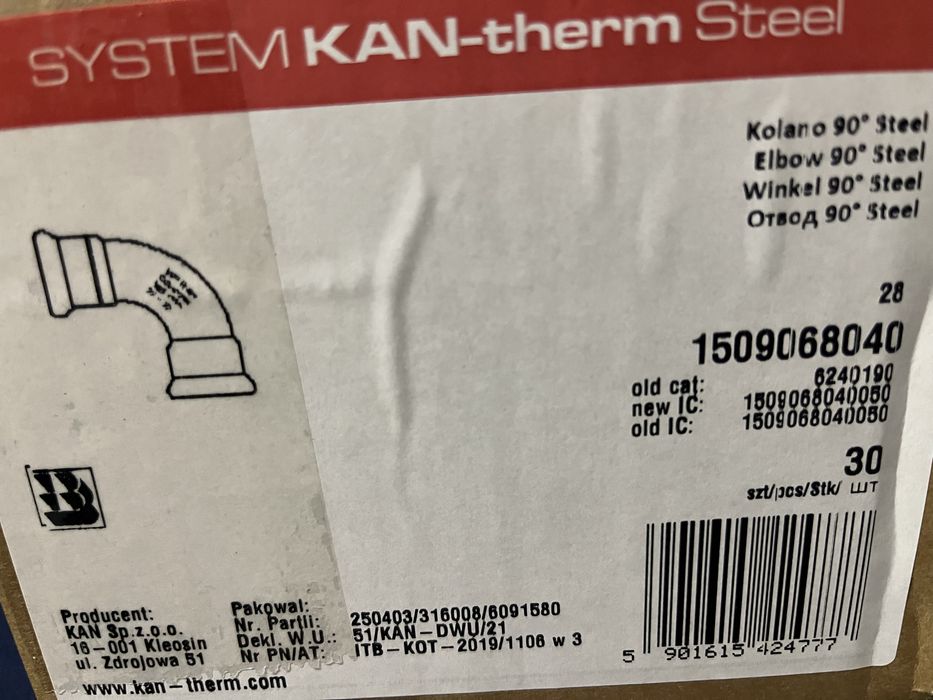 SYSTEM KAN-therm Steel
Kolano 90° Steel
Elbow 90° Steel
Winkel 90° Steel
Отвод 90° Steel
28
1509068040
old cat: 6240190
new IC: 1509068040050
old IC: 1509068040050
30
szt/pcs/Stk/ шт
Producent:
KAN Sp.z.o.o.
16-001 Kleosin
ul. Zdrojowa 51
www.kan-therm.com
Pakował:
Nr. Partii: 250403/316008/6091580
Dekl. W.U.: 51/KAN-DWU/21
Nr PN/AT: ITB-KOT-2019/1106 w 3
5 901615 424777